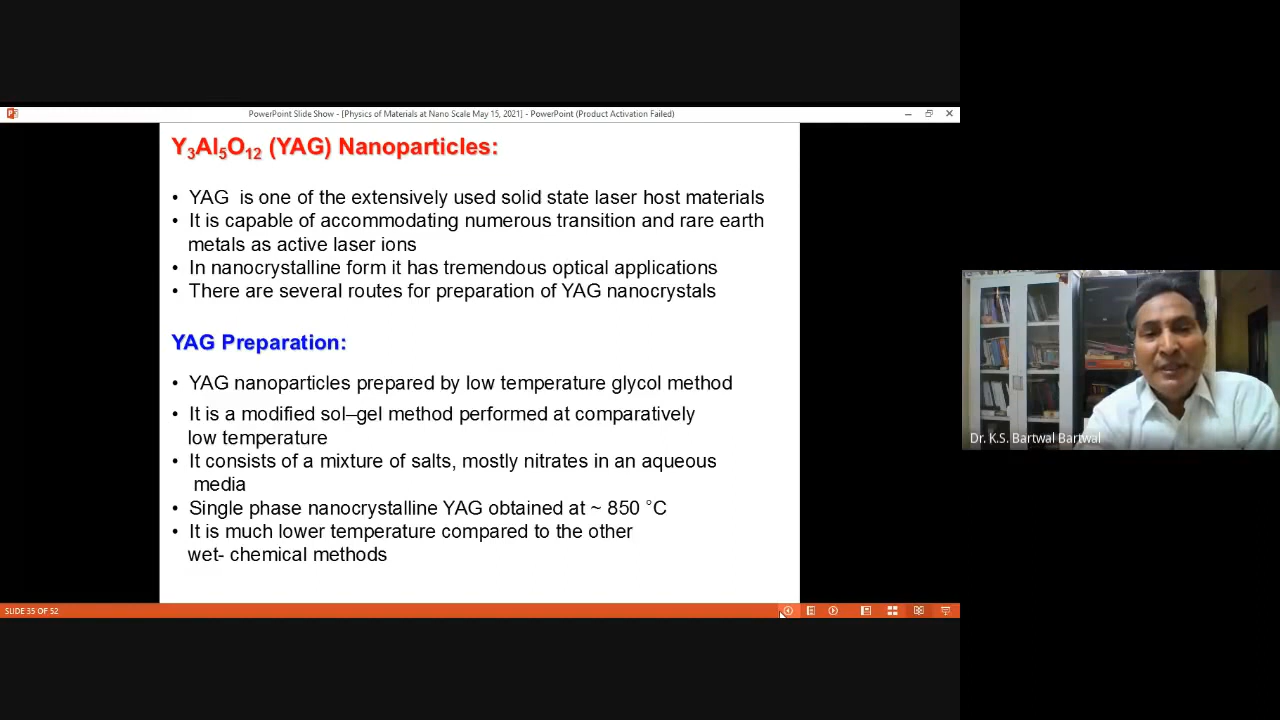 PowerPoint Slide Show - [Physics of Materials at Nano Scale May 15, 2021] - PowerPoint (Product Activation Failed)
Y3Al5O12 (YAG) Nanoparticles:
• YAG is one of the extensively used solid state laser host materials
• It is capable of accommodating numerous transition and rare earth
metals as active laser ions
• In nanocrystalline form it has tremendous optical applications
• There are several routes for preparation of YAG nanocrystals
YAG Preparation:
• YAG nanoparticles prepared by low temperature glycol method
• It is a modified sol–gel method performed at comparatively
low temperature
• It consists of a mixture of salts, mostly nitrates in an aqueous
media
• Single phase nanocrystalline YAG obtained at ~ 850 °C
• It is much lower temperature compared to the other
wet- chemical methods
SLIDE 35 OF 52
Dr. K.S. Bartwal Bartwal